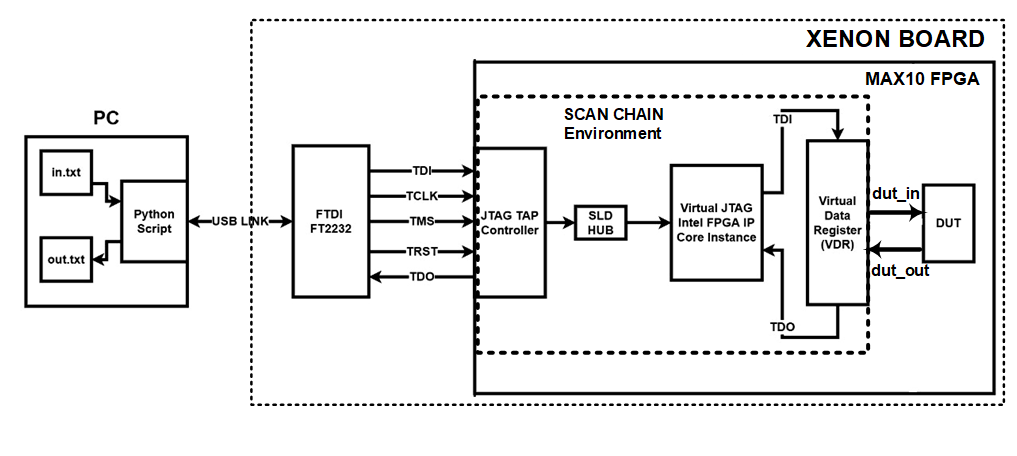 XENON BOARD
MAX10 FPGA
SCAN CHAIN
Environment
PC
in.txt
out.txt
Python
Script
USB LINK
FTDI
FT2232
TDI
TCLK
TMS
TRST
TDO
JTAG TAP
Controller
SLD
HUB
Virtual JTAG
Intel FPGA IP
Core Instance
TDI
TDO
Virtual
Data
Register
(VDR)
dut_in
dut_out
DUT